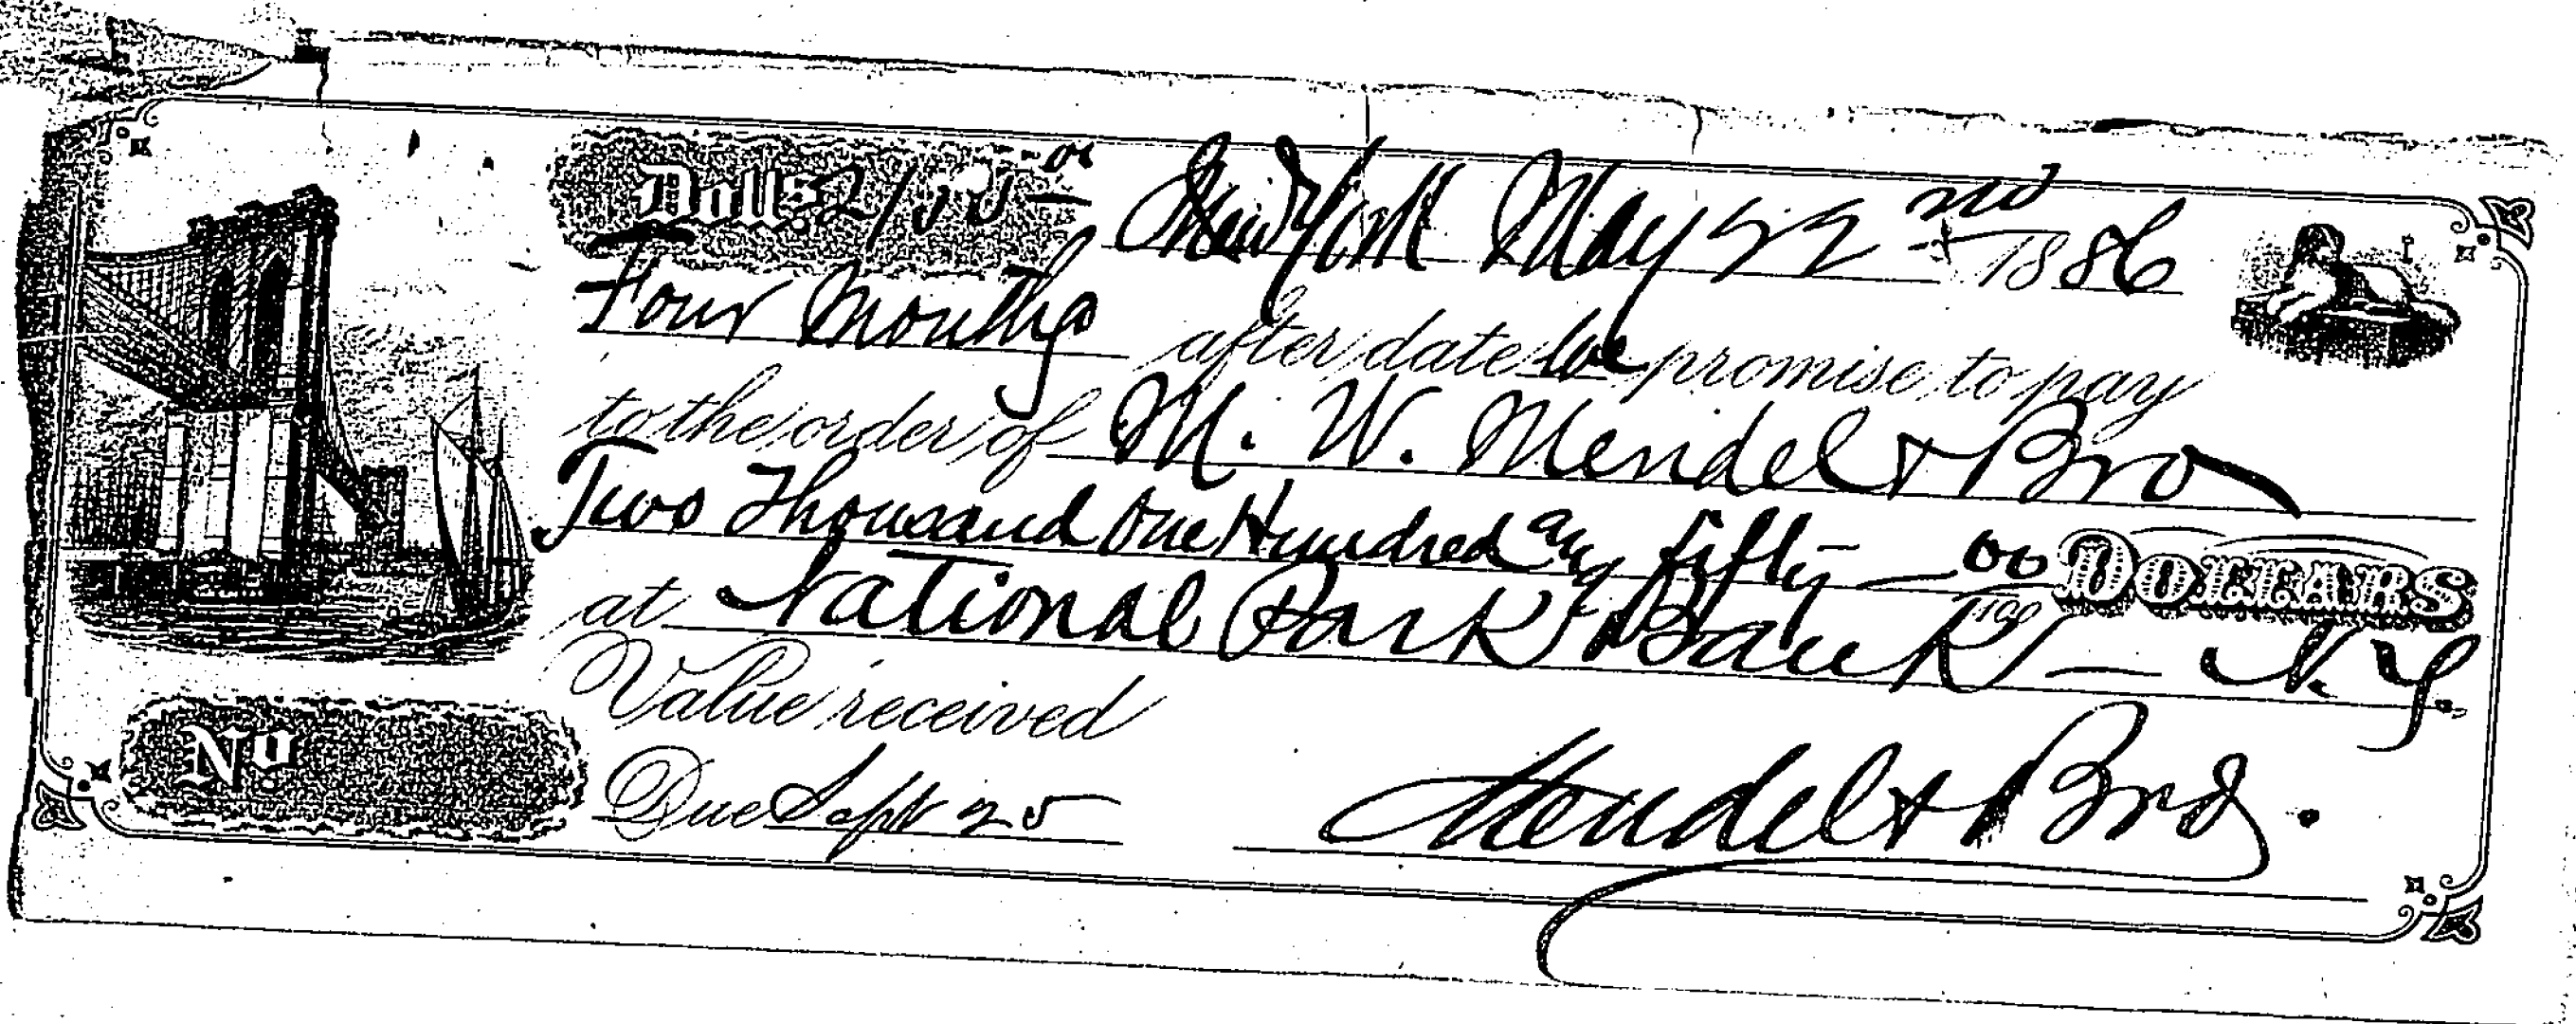 Dolls. 2150 00 New York May 22nd 1886
Four Months after date we promise to pay
to the order of M. W. Mendel & Bro
Two Thousand One Hundred and fifty — 00/100 DOLLARS
at National Park Bank — N.Y.
Value received
No Due Sept 25 Mendel & Bro.